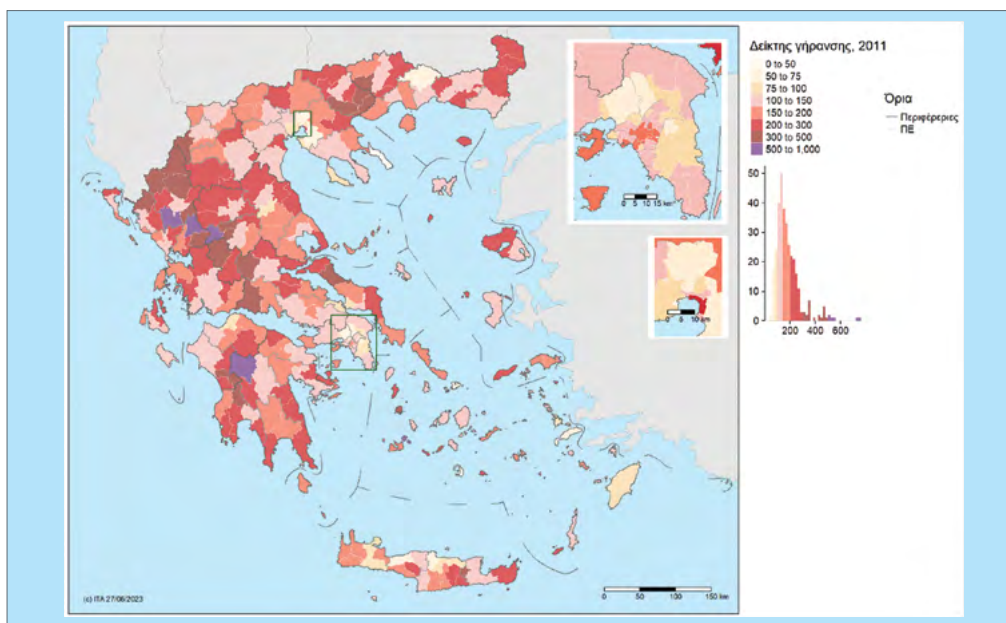 Δείκτης γήρανσης, 2011
0 to 50
50 to 75
75 to 100
100 to 150
150 to 200
200 to 300
300 to 500
500 to 1,000
Όρια
Περιφέρειες
ΠΕ
0 5 10 15 km
0 5 10 km
50
40
30
20
10
0
200 400 600
(c) ITA 27/06/2023
0 50 100 150 km